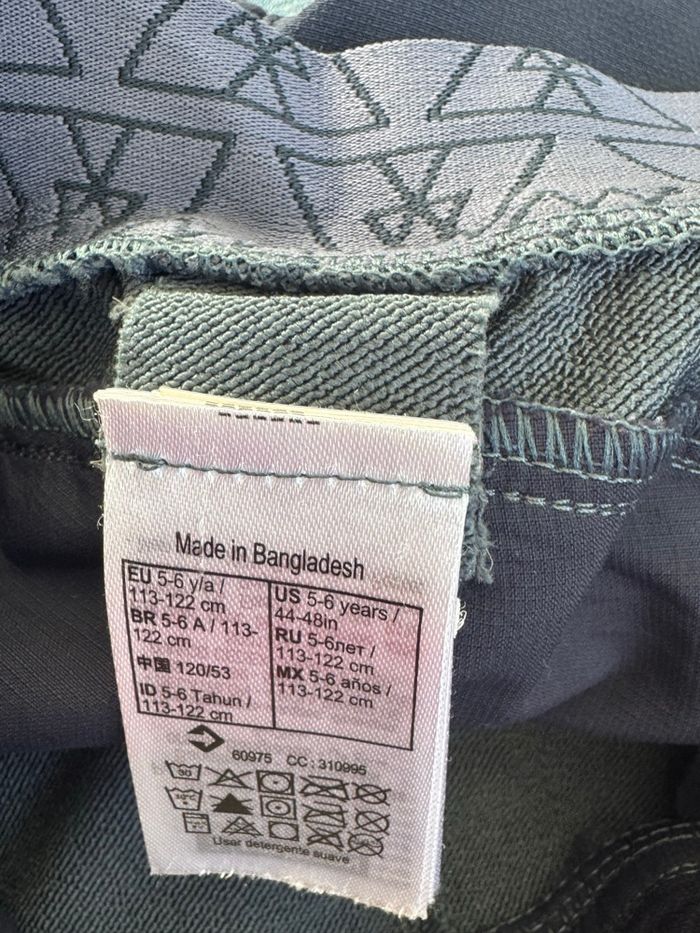 Made in Bangladesh
EU 5-6 y/a /
113-122 cm
BR 5-6 A / 113-
122 cm
中国 120/53
ID 5-6 Tahun /
113-122 cm
US 5-6 years /
44-48in
RU 5-6лет /
113-122 cm
MX 5-6 años /
113-122 cm
60975 CC : 310995
30
Usar detergente suave